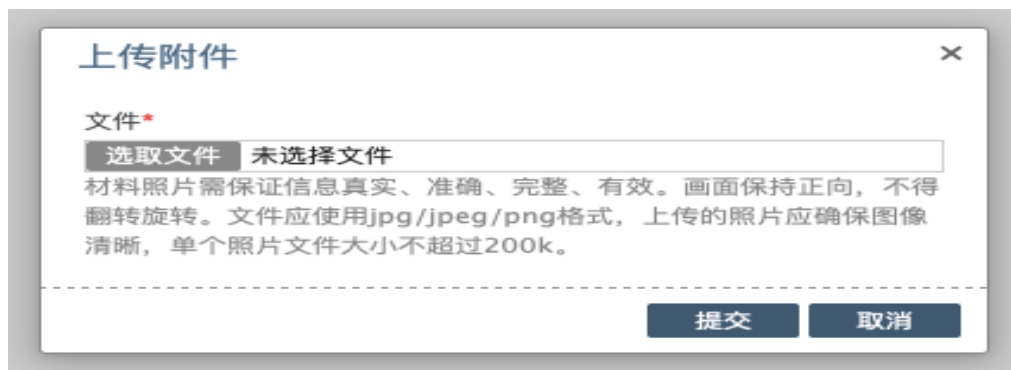 上传附件 ×
文件*
选取文件 未选择文件
材料照片需保证信息真实、准确、完整、有效。画面保持正向，不得
翻转旋转。文件应使用jpg/jpeg/png格式，上传的照片应确保图像
清晰，单个照片文件大小不超过200k。
提交 取消